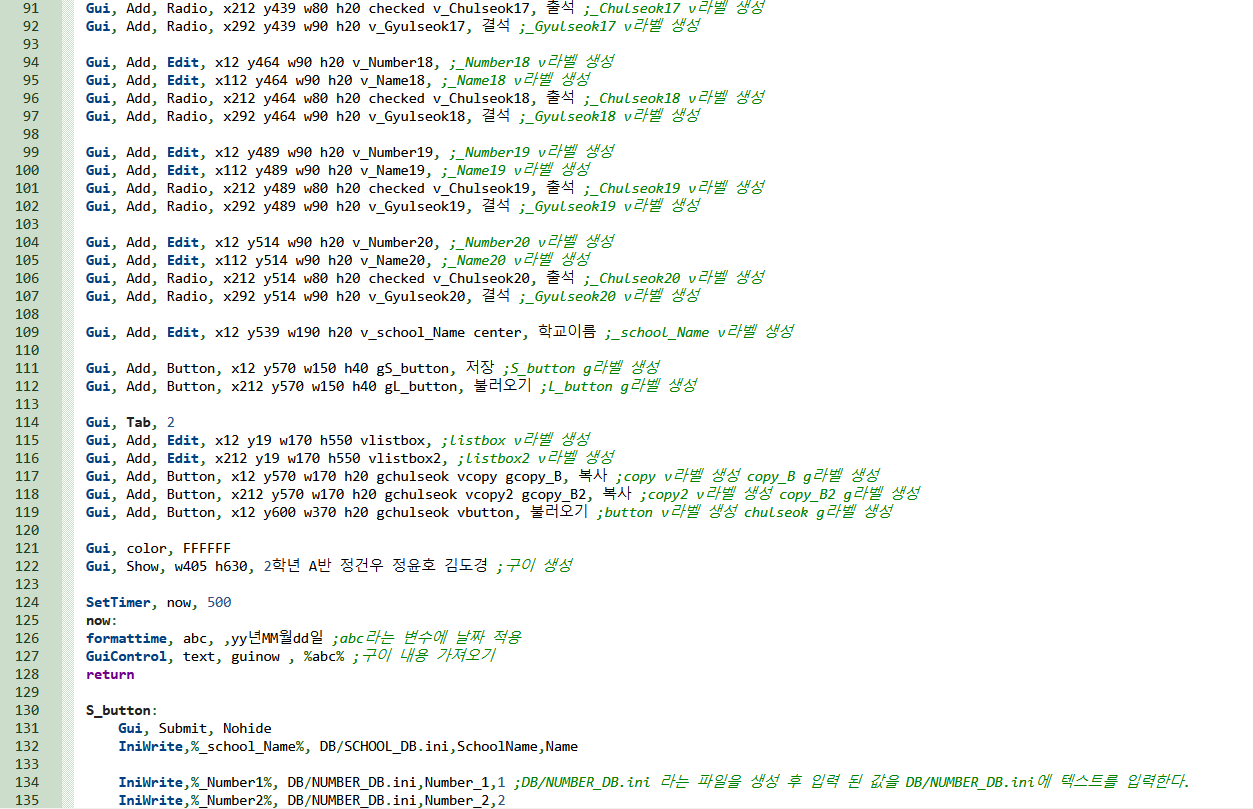 91 Gui, Add, Radio, x212 y439 w80 h20 checked v_Chulseok17, 출석 ;_Chulseok17 v라벨 생성
92 Gui, Add, Radio, x292 y439 w90 h20 v_Gyulseok17, 결석 ;_Gyulseok17 v라벨 생성
93
94 Gui, Add, Edit, x12 y464 w90 h20 v_Number18, ;_Number18 v라벨 생성
95 Gui, Add, Edit, x112 y464 w90 h20 v_Name18, ;_Name18 v라벨 생성
96 Gui, Add, Radio, x212 y464 w80 h20 checked v_Chulseok18, 출석 ;_Chulseok18 v라벨 생성
97 Gui, Add, Radio, x292 y464 w90 h20 v_Gyulseok18, 결석 ;_Gyulseok18 v라벨 생성
98
99 Gui, Add, Edit, x12 y489 w90 h20 v_Number19, ;_Number19 v라벨 생성
100 Gui, Add, Edit, x112 y489 w90 h20 v_Name19, ;_Name19 v라벨 생성
101 Gui, Add, Radio, x212 y489 w80 h20 checked v_Chulseok19, 출석 ;_Chulseok19 v라벨 생성
102 Gui, Add, Radio, x292 y489 w90 h20 v_Gyulseok19, 결석 ;_Gyulseok19 v라벨 생성
103
104 Gui, Add, Edit, x12 y514 w90 h20 v_Number20, ;_Number20 v라벨 생성
105 Gui, Add, Edit, x112 y514 w90 h20 v_Name20, ;_Name20 v라벨 생성
106 Gui, Add, Radio, x212 y514 w80 h20 checked v_Chulseok20, 출석 ;_Chulseok20 v라벨 생성
107 Gui, Add, Radio, x292 y514 w90 h20 v_Gyulseok20, 결석 ;_Gyulseok20 v라벨 생성
108
109 Gui, Add, Edit, x12 y539 w190 h20 v_school_Name center, 학교이름 ;_school_Name v라벨 생성
110
111 Gui, Add, Button, x12 y570 w150 h40 gS_button, 저장 ;S_button g라벨 생성
112 Gui, Add, Button, x212 y570 w150 h40 gL_button, 불러오기 ;L_button g라벨 생성
113
114 Gui, Tab, 2
115 Gui, Add, Edit, x12 y19 w170 h550 vlistbox, ;listbox v라벨 생성
116 Gui, Add, Edit, x212 y19 w170 h550 vlistbox2, ;listbox2 v라벨 생성
117 Gui, Add, Button, x12 y570 w170 h20 gchulseok vcopy gcopy_B, 복사 ;copy v라벨 생성 copy_B g라벨 생성
118 Gui, Add, Button, x212 y570 w170 h20 gchulseok vcopy2 gcopy_B2, 복사 ;copy2 v라벨 생성 copy_B2 g라벨 생성
119 Gui, Add, Button, x12 y600 w370 h20 gchulseok vbutton, 불러오기 ;button v라벨 생성 chulseok g라벨 생성
120
121 Gui, color, FFFFFF
122 Gui, Show, w405 h630, 2학년 A반 정건우 정윤호 김도경 ;구이 생성
123
124 SetTimer, now, 500
125 now:
126 formattime, abc, ,yy년MM월dd일 ;abc라는 변수에 날짜 적용
127 GuiControl, text, guinow , %abc% ;구이 내용 가져오기
128 return
129
130 S_button:
131 Gui, Submit, Nohide
132 IniWrite,%_school_Name%, DB/SCHOOL_DB.ini,SchoolName,Name
133
134 IniWrite,%_Number1%, DB/NUMBER_DB.ini,Number_1,1 ;DB/NUMBER_DB.ini 라는 파일을 생성 후 입력 된 값을 DB/NUMBER_DB.ini에 텍스트를 입력한다.
135 IniWrite,%_Number2%, DB/NUMBER_DB.ini,Number_2,2